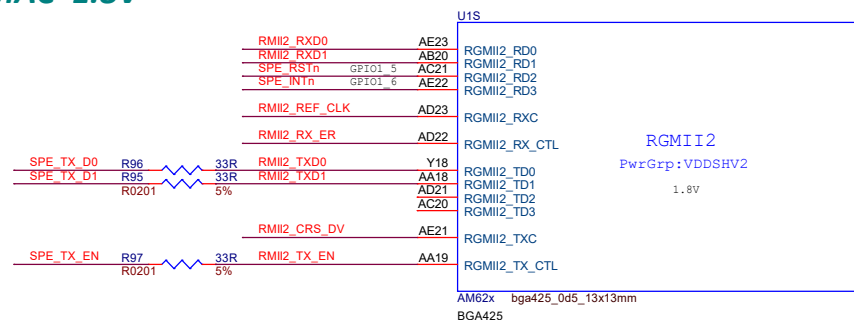 U1S
RMII2_RXD0 AE23 RGMII2_RD0
RMII2_RXD1 AB20 RGMII2_RD1
SPE_RSTn GPIO1_5 AC21 RGMII2_RD2
SPE_INTn GPIO1_6 AE22 RGMII2_RD3
RMII2_REF_CLK AD23 RGMII2_RXC
RMII2_RX_ER AD22 RGMII2_RX_CTL
RGMII2
PwrGrp:VDDSHV2
1.8V
SPE_TX_D0 R96 33R RMII2_TXD0 Y18 RGMII2_TD0
SPE_TX_D1 R95 33R RMII2_TXD1 AA18 RGMII2_TD1
R0201 5% AD21 RGMII2_TD2
AC20 RGMII2_TD3
RMII2_CRS_DV AE21 RGMII2_TXC
SPE_TX_EN R97 33R RMII2_TX_EN AA19 RGMII2_TX_CTL
R0201 5%
AM62x bga425_0d5_13x13mm
BGA425